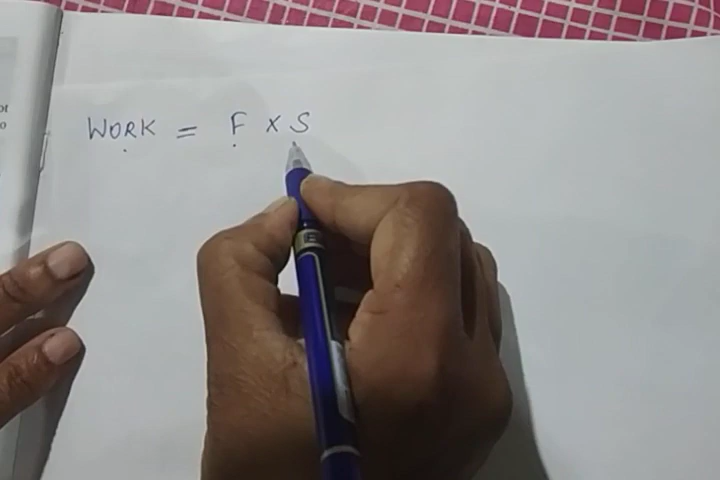 WORK = F × S